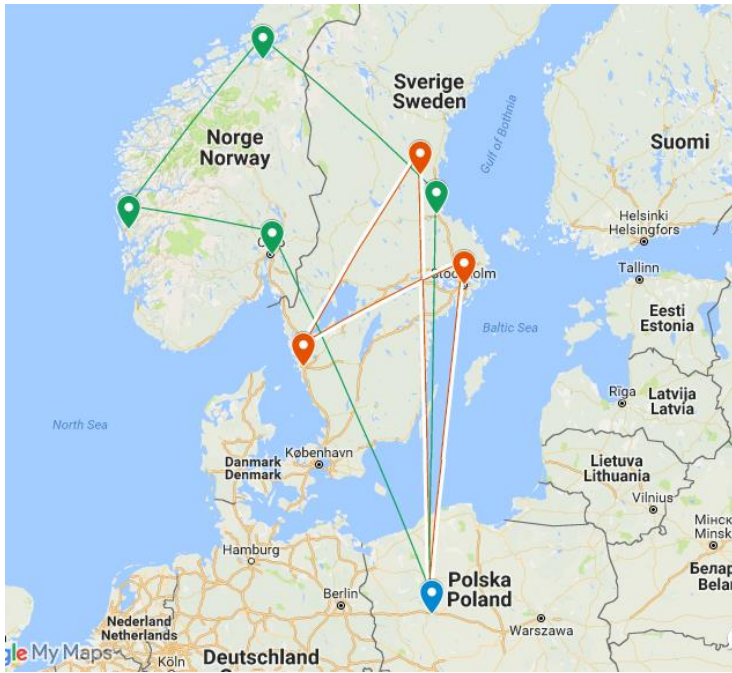 Sverige
Sweden
Gulf of Bothnia
Norge
Norway
Suomi
Helsinki
Helsingfors
Tallinn
Baltic Sea
Eesti
Estonia
Rīga
Latvija
Latvia
North Sea
København
Danmark
Denmark
Lietuva
Lithuania
Vilnius
Hamburg
Polska
Poland
Berlin
Warszawa
Nederland
Netherlands
My Maps
Köln
Deutschland